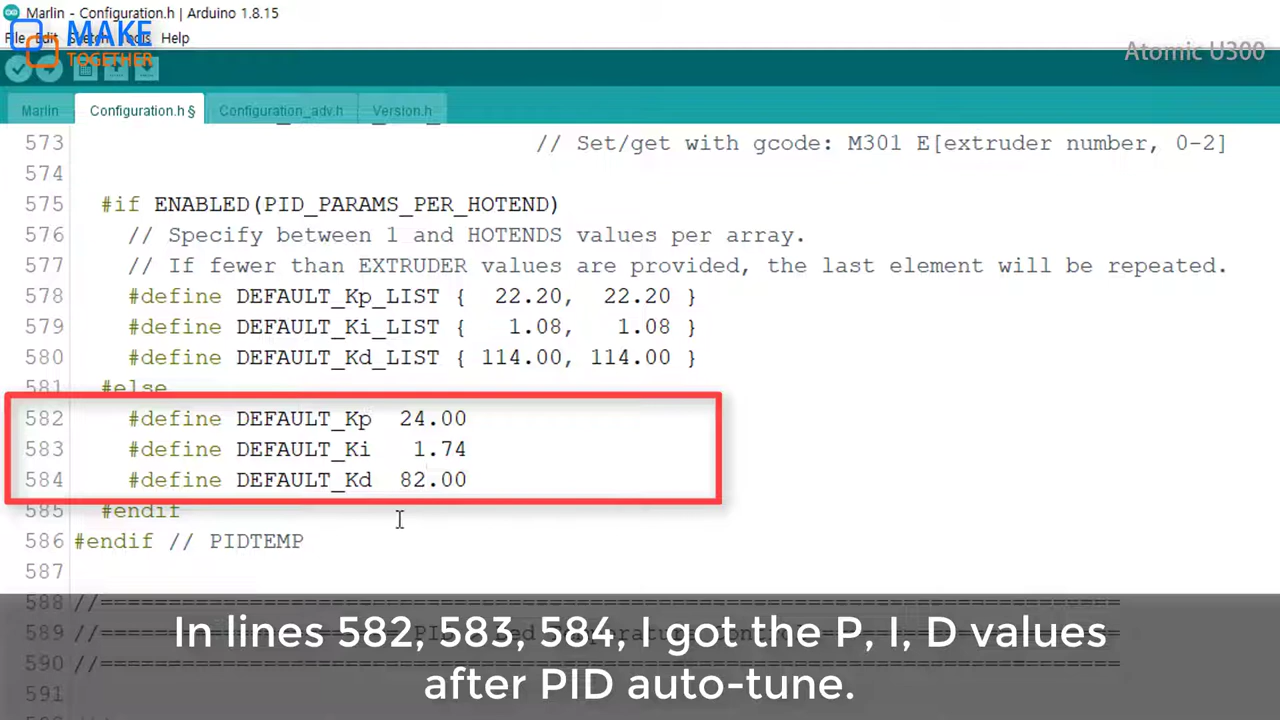 Marlin - Configuration.h | Arduino 1.8.15
File Edit Sketch Tools Help
MAKE
TOGETHER
Atomic U300
Marlin Configuration.h § Configuration_adv.h Version.h
573 // Set/get with gcode: M301 E[extruder number, 0-2]
574
575 #if ENABLED(PID_PARAMS_PER_HOTEND)
576 // Specify between 1 and HOTENDS values per array.
577 // If fewer than EXTRUDER values are provided, the last element will be repeated.
578 #define DEFAULT_Kp_LIST { 22.20, 22.20 }
579 #define DEFAULT_Ki_LIST { 1.08, 1.08 }
580 #define DEFAULT_Kd_LIST { 114.00, 114.00 }
581 #else
582 #define DEFAULT_Kp 24.00
583 #define DEFAULT_Ki 1.74
584 #define DEFAULT_Kd 82.00
585 #endif
586 #endif // PIDTEMP
587
588 //===========================================================================
589 //
590 //===========================================================================
591
In lines 582, 583, 584, I got the P, I, D values
after PID auto-tune.